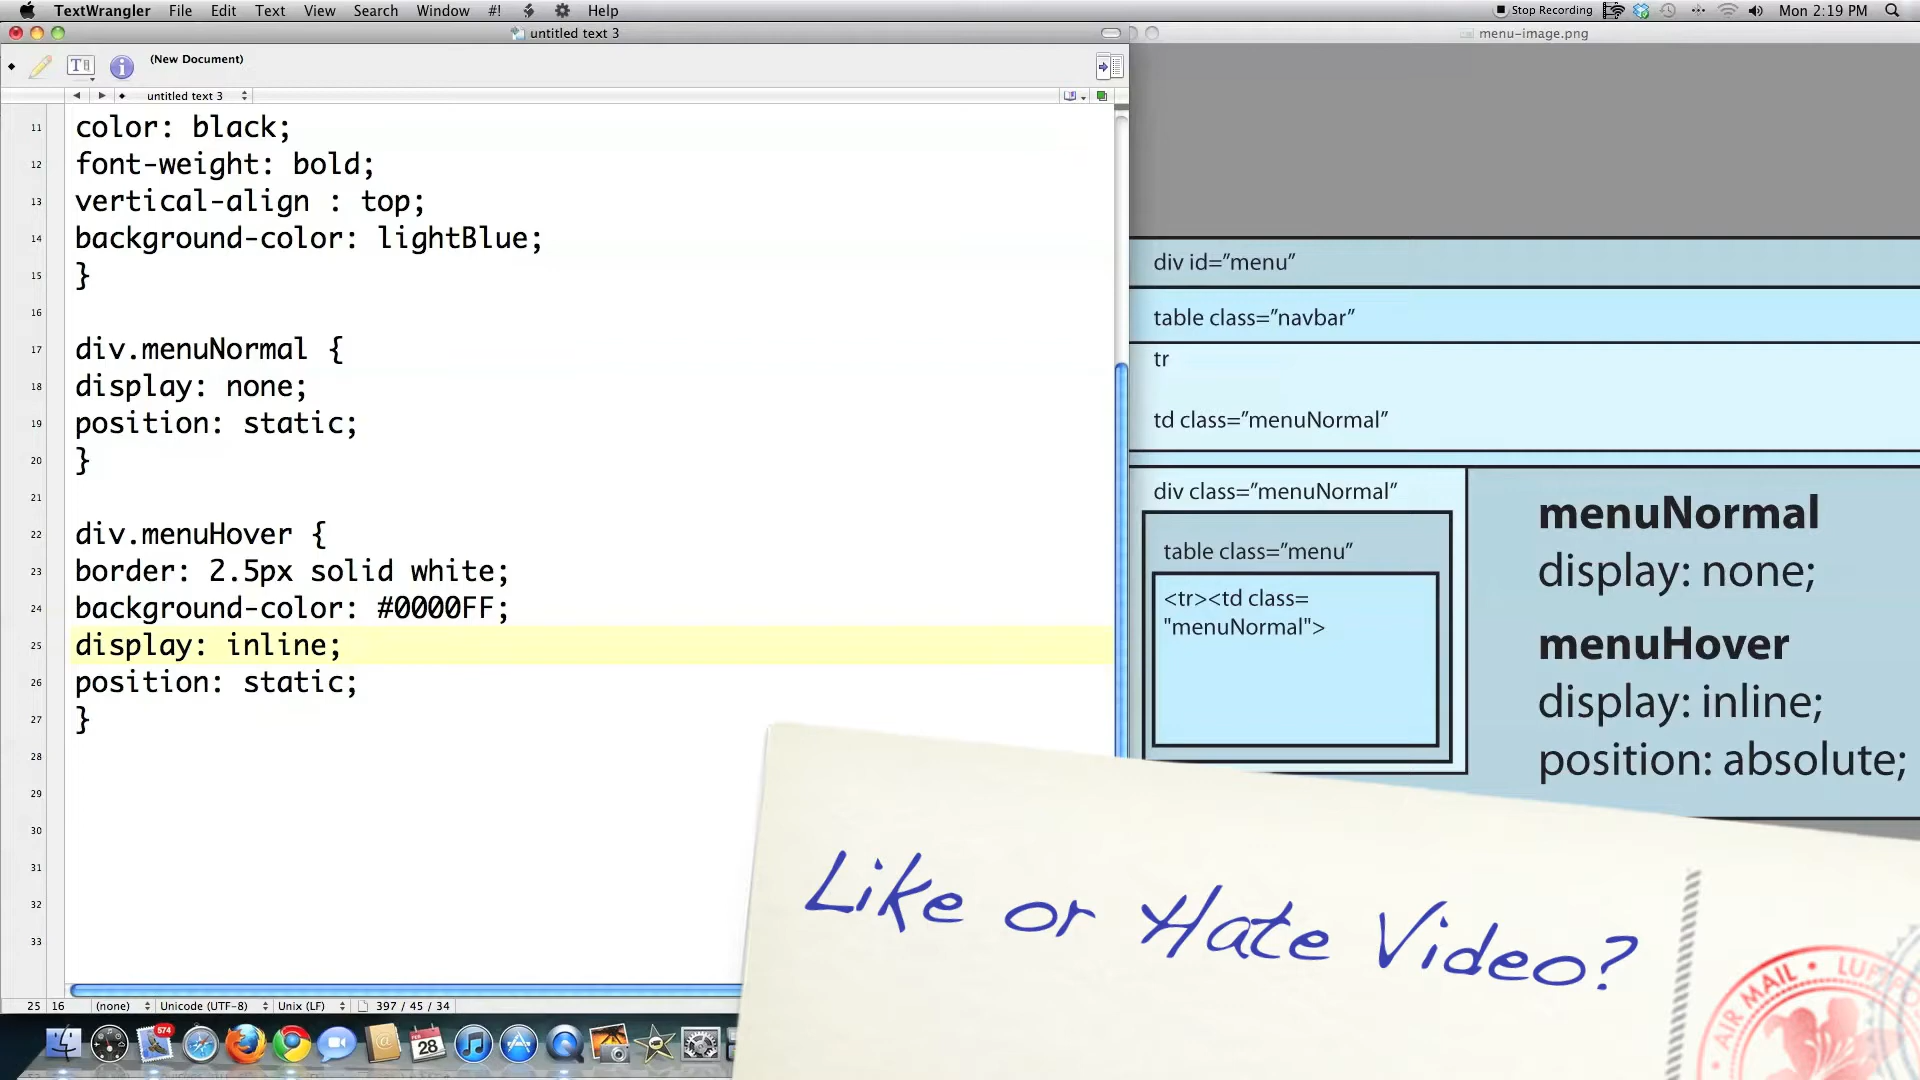 TextWrangler File Edit Text View Search Window #! Help
Stop Recording Mon 2:19 PM
untitled text 3
menu-image.png
(New Document)
untitled text 3
11 color: black;
12 font-weight: bold;
13 vertical-align : top;
14 background-color: lightBlue;
15 }
16
17 div.menuNormal {
18 display: none;
19 position: static;
20 }
21
22 div.menuHover {
23 border: 2.5px solid white;
24 background-color: #0000FF;
25 display: inline;
26 position: static;
27 }
28
29
30
31
32
33
25 16 (none) Unicode (UTF-8) Unix (LF) 397 / 45 / 34
div id=”menu”
table class=”navbar”
tr
td class=”menuNormal”
div class=”menuNormal”
table class=”menu”
<tr><td class=
"menuNormal">
menuNormal
display: none;
menuHover
display: inline;
position: absolute;
Like or Hate Video?
AIR MAIL • LUF
574
28